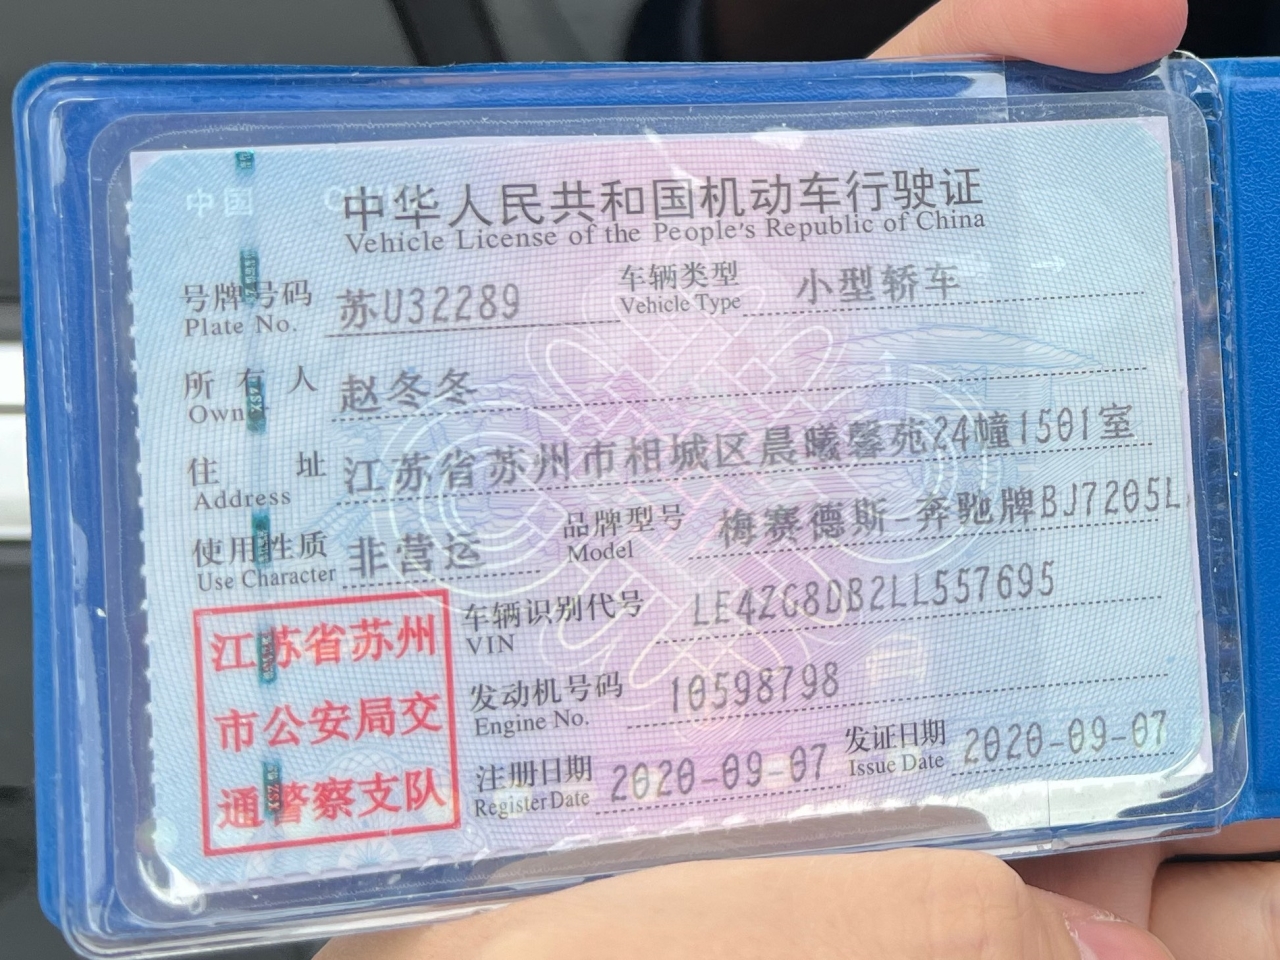 中国
中华人民共和国机动车行驶证
Vehicle License of the People's Republic of China
号牌号码 苏U32289 车辆类型 小型轿车
Plate No. Vehicle Type
所有人 赵冬冬
住址 江苏省苏州市相城区晨曦馨苑24幢1501室
Address
使用性质 非营运 品牌型号 梅赛德斯-奔驰牌BJ7205L
Use Character Model
车辆识别代号 LE4ZG8DB2LL557695
VIN
发动机号码 10598798
Engine No.
注册日期 2020-09-07 发证日期 2020-09-07
Register Date Issue Date
江苏省苏州
市公安局交
通警察支队